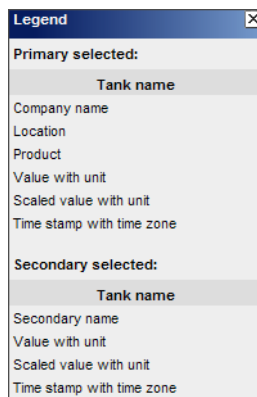 Legend
Primary selected:
Tank name
Company name
Location
Product
Value with unit
Scaled value with unit
Time stamp with time zone
Secondary selected:
Tank name
Secondary name
Value with unit
Scaled value with unit
Time stamp with time zone